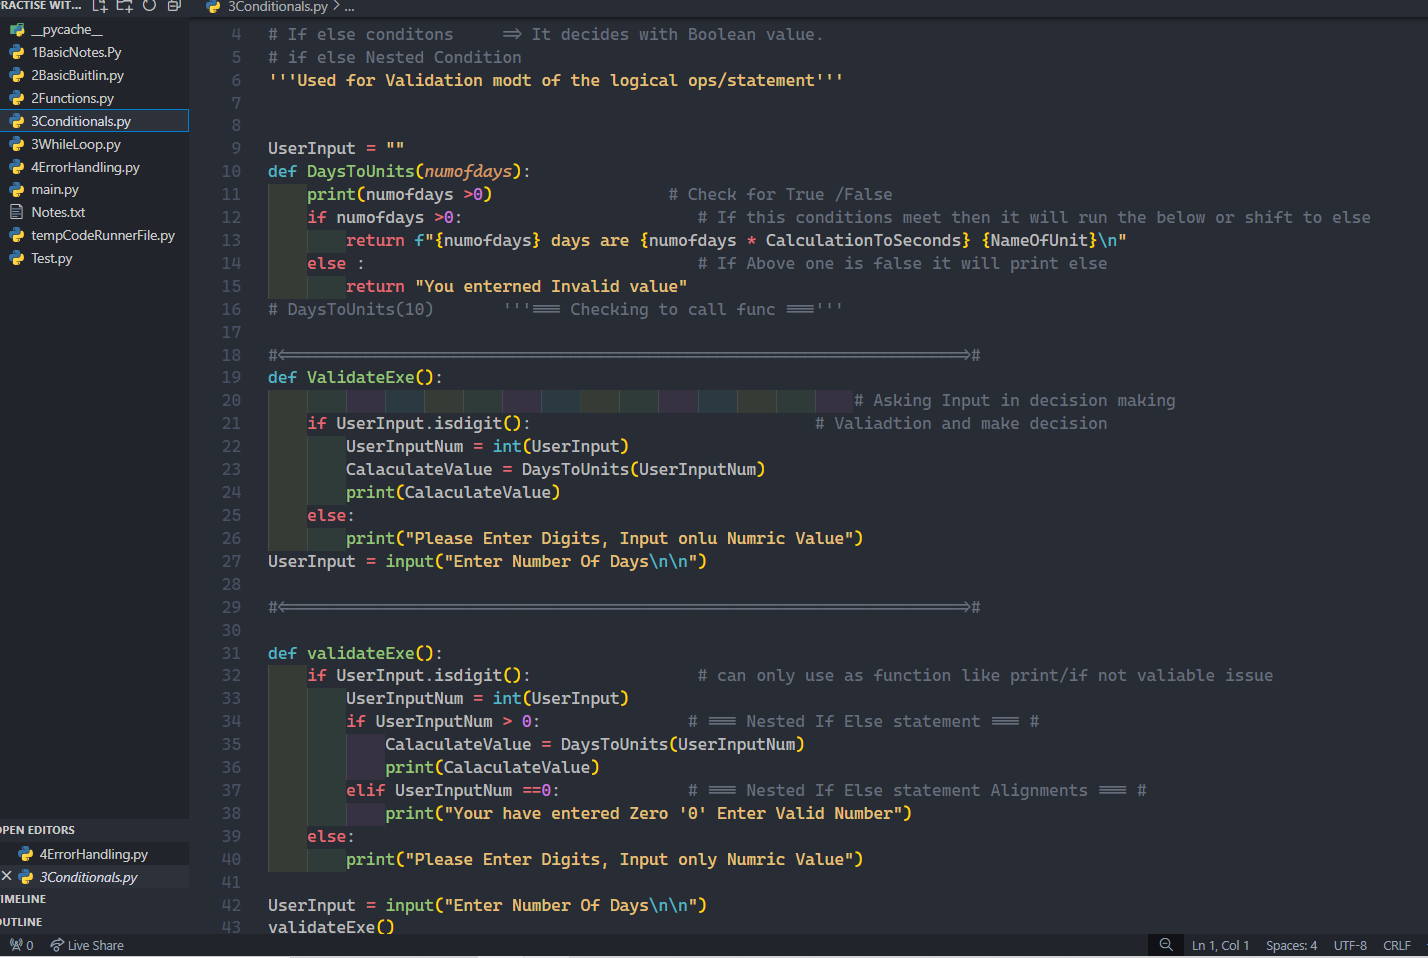 PRACTISE WIT...
__pycache__
1BasicNotes.Py
2BasicBuitlin.py
2Functions.py
3Conditionals.py
3WhileLoop.py
4ErrorHandling.py
main.py
Notes.txt
tempCodeRunnerFile.py
Test.py
OPEN EDITORS
4ErrorHandling.py
3Conditionals.py
TIMELINE
OUTLINE
3Conditionals.py > ...
4 # If else conditons     => It decides with Boolean value.
5 # if else Nested Condition
6 '''Used for Validation modt of the logical ops/statement'''
7
8
9 UserInput = ""
10 def DaysToUnits(numofdays):
11     print(numofdays >0)                  # Check for True /False
12     if numofdays >0:                        # If this conditions meet then it will run the below or shift to else
13         return f"{numofdays} days are {numofdays * CalculationToSeconds} {NameOfUnit}\n"
14     else :                                  # If Above one is false it will print else
15         return "You enterned Invalid value"
16 # DaysToUnits(10)       '''=== Checking to call func ==='''
17
18 #<======================================================================>#
19 def ValidateExe():
20                                                             # Asking Input in decision making
21     if UserInput.isdigit():                             # Valiadtion and make decision
22         UserInputNum = int(UserInput)
23         CalaculateValue = DaysToUnits(UserInputNum)
24         print(CalaculateValue)
25     else:
26         print("Please Enter Digits, Input onlu Numric Value")
27 UserInput = input("Enter Number Of Days\n\n")
28
29 #<======================================================================>#
30
31 def validateExe():
32     if UserInput.isdigit():                 # can only use as function like print/if not valiable issue
33         UserInputNum = int(UserInput)
34         if UserInputNum > 0:               # === Nested If Else statement === #
35             CalaculateValue = DaysToUnits(UserInputNum)
36             print(CalaculateValue)
37         elif UserInputNum ==0:             # === Nested If Else statement Alignments === #
38             print("Your have entered Zero '0' Enter Valid Number")
39     else:
40         print("Please Enter Digits, Input only Numric Value")
41
42 UserInput = input("Enter Number Of Days\n\n")
43 validateExe()
0 Live Share Ln 1, Col 1 Spaces: 4 UTF-8 CRLF